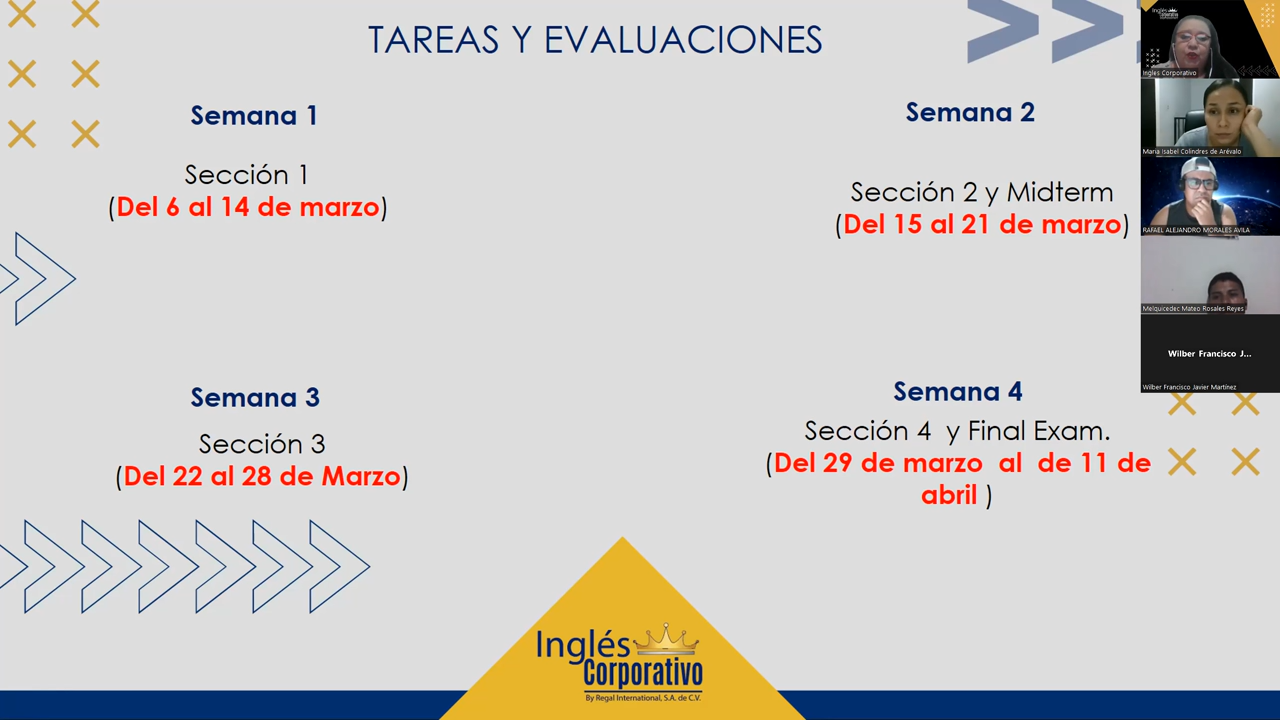 TAREAS Y EVALUACIONES
Semana 1
Sección 1
(Del 6 al 14 de marzo)
Semana 2
Sección 2 y Midterm
(Del 15 al 21 de marzo)
Semana 3
Sección 3
(Del 22 al 28 de Marzo)
Semana 4
Sección 4 y Final Exam.
(Del 29 de marzo al de 11 de
abril )
Inglés
Corporativo
By Regal International, S.A. de C.V.
Inglés
Corporativo
Inglés Corporativo
Maria Isabel Colindres de Arévalo
RAFAEL ALEJANDRO MORALES AVILA
Melquicedec Mateo Rosales Reyes
Wilber Francisco J...
Wilber Francisco Javier Martínez